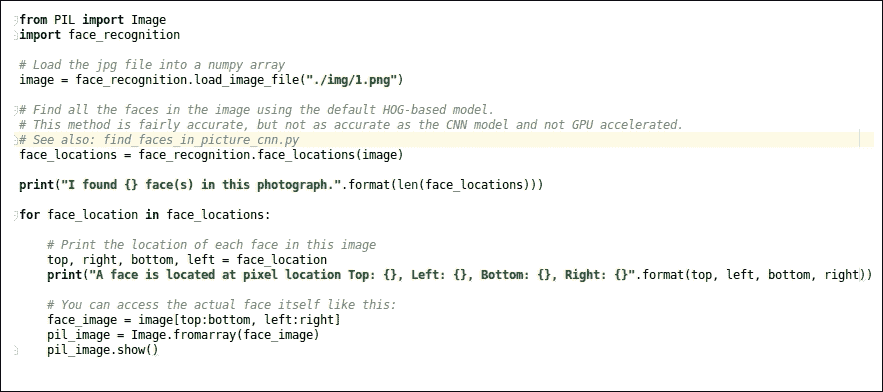 from PIL import Image
import face_recognition
# Load the jpg file into a numpy array
image = face_recognition.load_image_file("./img/1.png")
# Find all the faces in the image using the default HOG-based model.
# This method is fairly accurate, but not as accurate as the CNN model and not GPU accelerated.
# See also: find_faces_in_picture_cnn.py
face_locations = face_recognition.face_locations(image)
print("I found {} face(s) in this photograph.".format(len(face_locations)))
for face_location in face_locations:
    # Print the location of each face in this image
    top, right, bottom, left = face_location
    print("A face is located at pixel location Top: {}, Left: {}, Bottom: {}, Right: {}".format(top, left, bottom, right))
    # You can access the actual face itself like this:
    face_image = image[top:bottom, left:right]
    pil_image = Image.fromarray(face_image)
    pil_image.show()